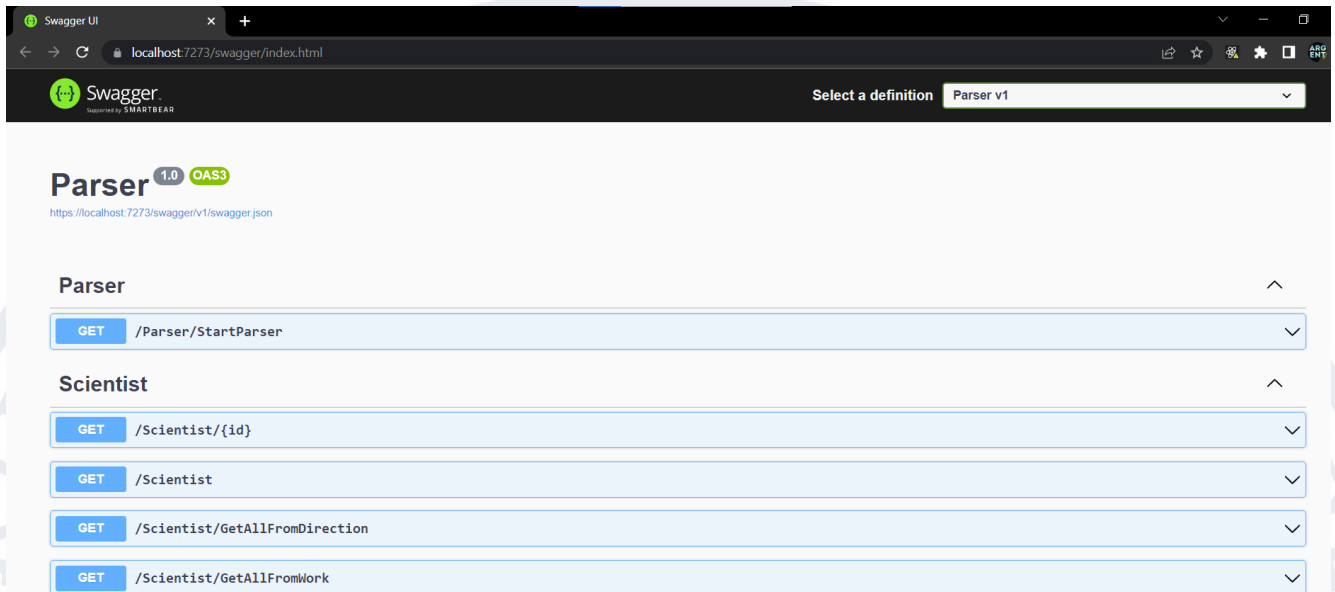 Swagger UI
localhost:7273/swagger/index.html
ARG
ENT
Swagger.
Supported by SMARTBEAR
Select a definition
Parser v1
Parser 1.0 OAS3
https://localhost:7273/swagger/v1/swagger.json
Parser
GET /Parser/StartParser
Scientist
GET /Scientist/{id}
GET /Scientist
GET /Scientist/GetAllFromDirection
GET /Scientist/GetAllFromWork